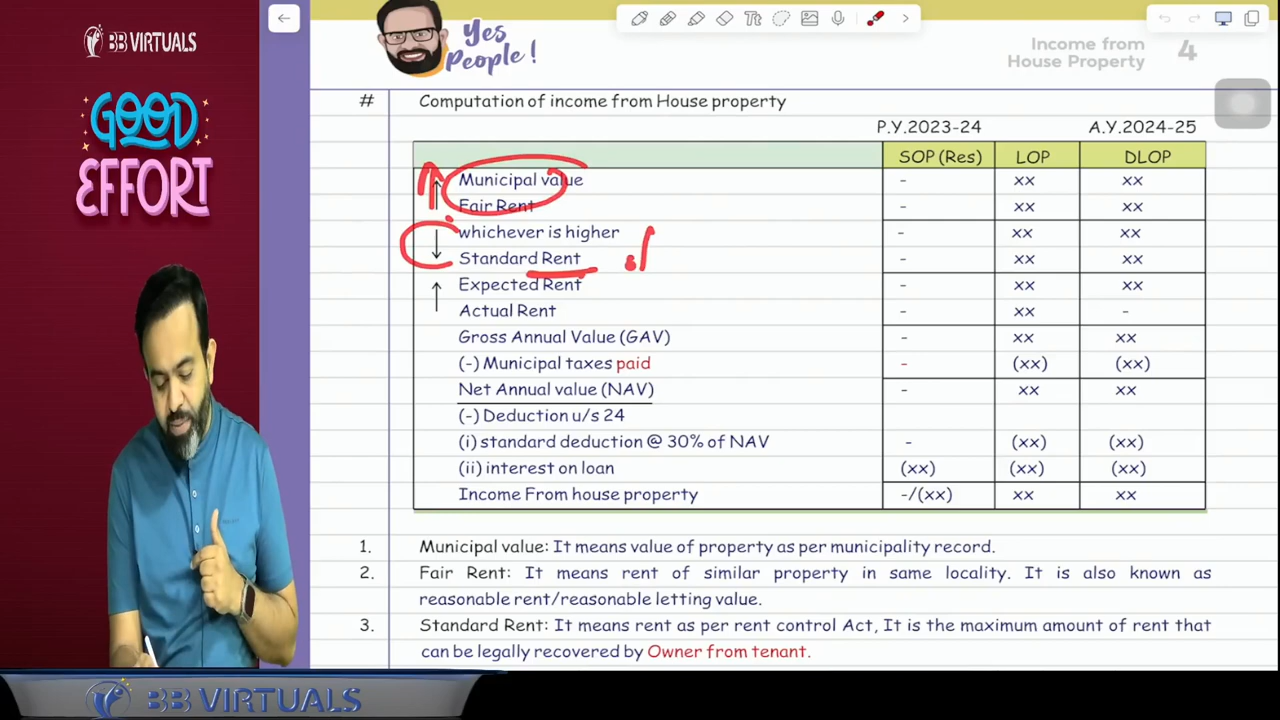 BB VIRTUALS
GOOD
EFFORT
Yes
People!
Income from
House Property 4
# Computation of income from House property
P.Y.2023-24 A.Y.2024-25
SOP (Res) LOP DLOP
Municipal value - xx xx
Fair Rent - xx xx
whichever is higher - xx xx
Standard Rent - xx xx
Expected Rent - xx xx
Actual Rent - xx -
Gross Annual Value (GAV) - xx xx
(-) Municipal taxes paid - (xx) (xx)
Net Annual value (NAV) - xx xx
(-) Deduction u/s 24
(i) standard deduction @ 30% of NAV - (xx) (xx)
(ii) interest on loan (xx) (xx) (xx)
Income From house property -/(xx) xx xx
1. Municipal value: It means value of property as per municipality record.
2. Fair Rent: It means rent of similar property in same locality. It is also known as
reasonable rent/reasonable letting value.
3. Standard Rent: It means rent as per rent control Act, It is the maximum amount of rent that
can be legally recovered by Owner from tenant.
BB VIRTUALS